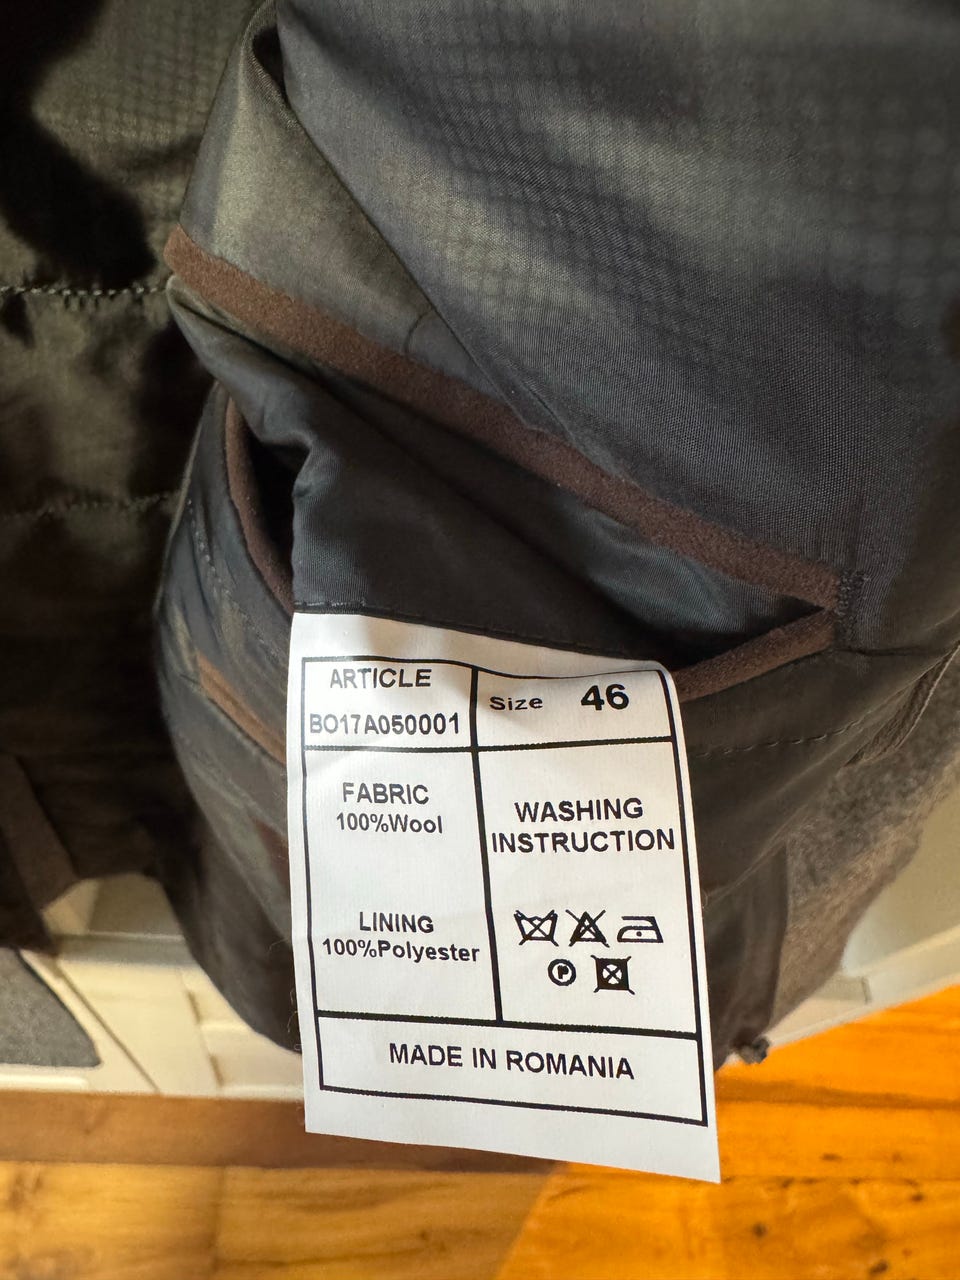 ARTICLE
BO17A050001
Size 46
FABRIC
100%Wool
LINING
100%Polyester
WASHING
INSTRUCTION
P
MADE IN ROMANIA